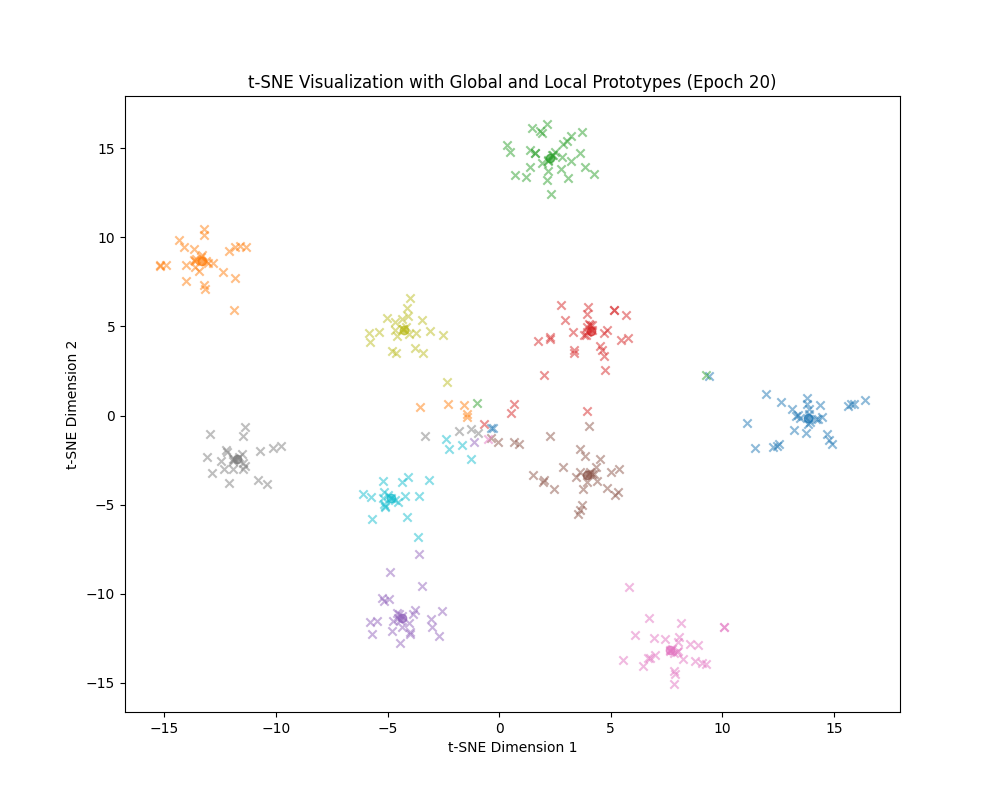 t-SNE Visualization with Global and Local Prototypes (Epoch 20)
15
10
5
0
−5
−10
−15
t-SNE Dimension 2
−15 −10 −5 0 5 10 15
t-SNE Dimension 1